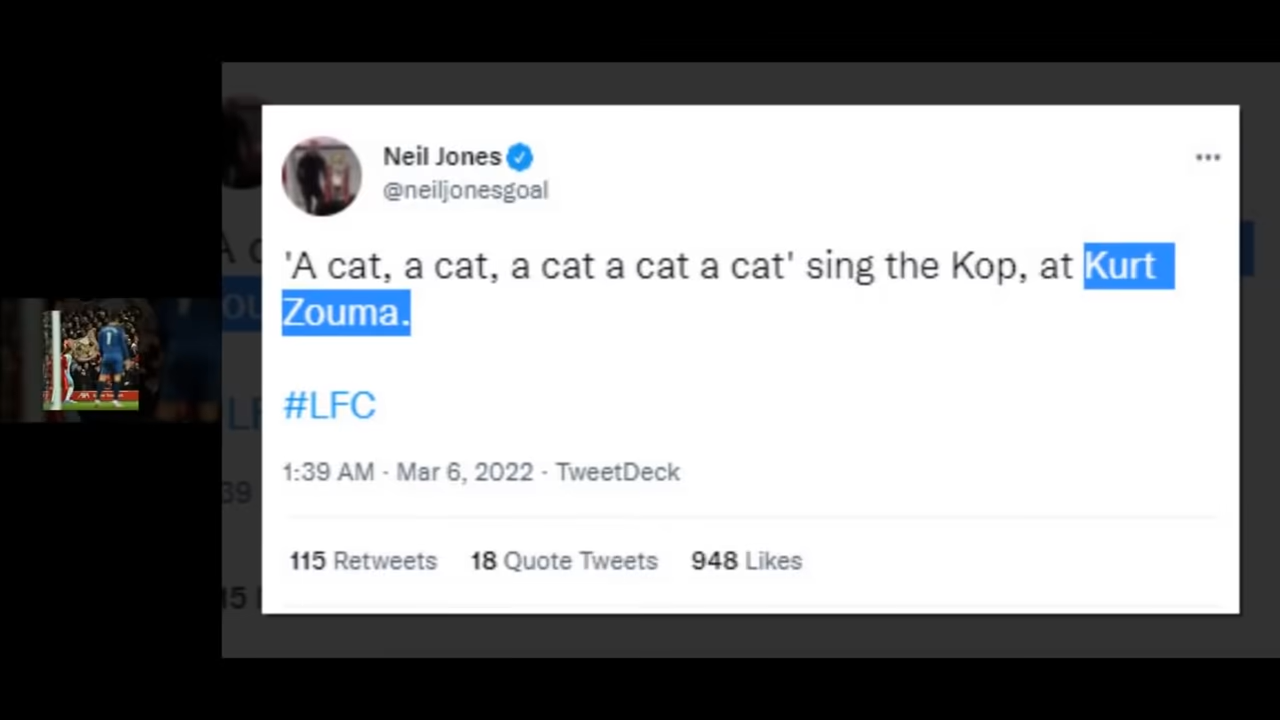 Neil Jones
@neiljonesgoal
'A cat, a cat, a cat a cat a cat' sing the Kop, at Kurt
Zouma.
#LFC
1:39 AM · Mar 6, 2022 · TweetDeck
115 Retweets 18 Quote Tweets 948 Likes